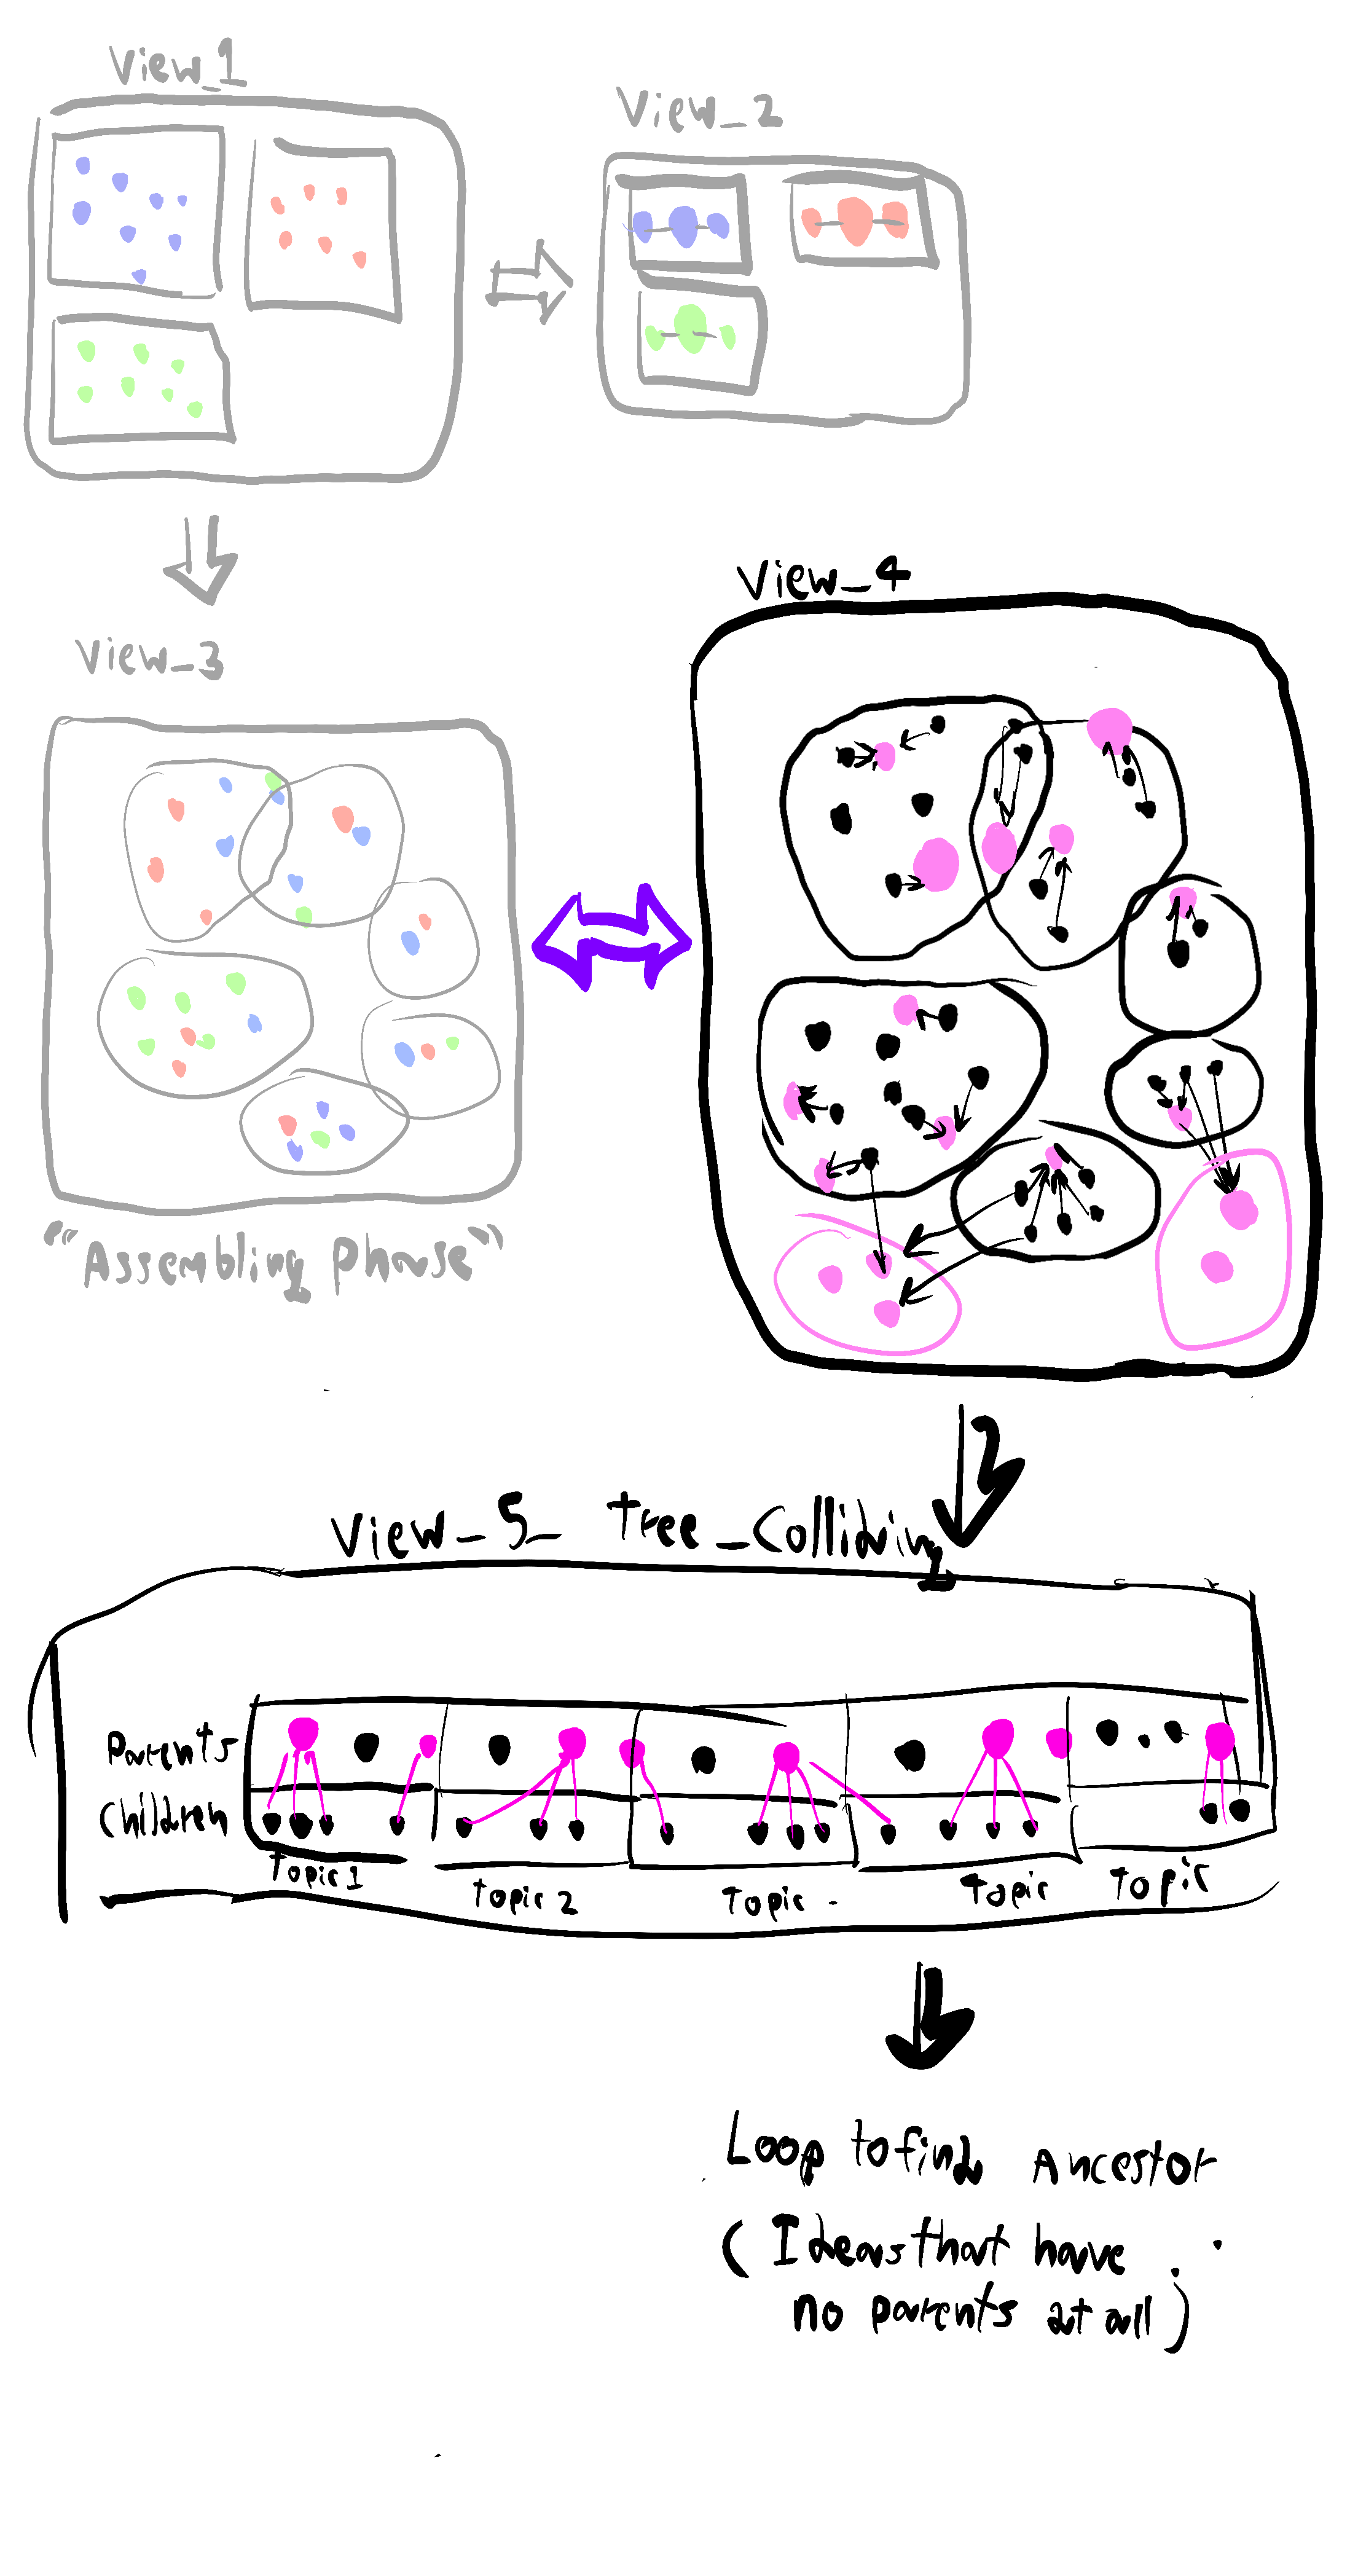 View_1
View_2
View_3
"Assembling phase"
View_4
View_5_ Tree_Colliding
Parents
Children
Topic 1
Topic 2
Topic -
Topic
Topic
Loop to find Ancestor
( Ideas that have
no parents at all )